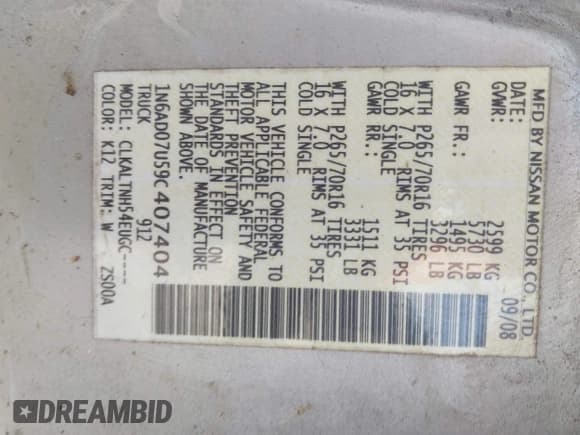 MFD BY NISSAN MOTOR CO., LTD.
DATE: 09/08
GVWR: 2599 KG
5730 LB
GAWR FR.: 1495 KG
3296 LB
WITH P265/70R16 TIRES
16 X 7.0 RIMS AT 35 PSI
COLD SINGLE
GAWR RR.: 1511 KG
3331 LB
WITH P265/70R16 TIRES
16 X 7.0 RIMS AT 35 PSI
COLD SINGLE
THIS VEHICLE CONFORMS TO
ALL APPLICABLE FEDERAL
MOTOR VEHICLE SAFETY AND
THEFT PREVENTION
STANDARDS IN EFFECT ON
THE DATE OF MANUFACTURE
SHOWN ABOVE.
1N6AD07U59C407404
TRUCK 912
MODEL: CLKALTNH54EUGC----
COLOR: K12 TRIM: W ZS00A
DREAMBID